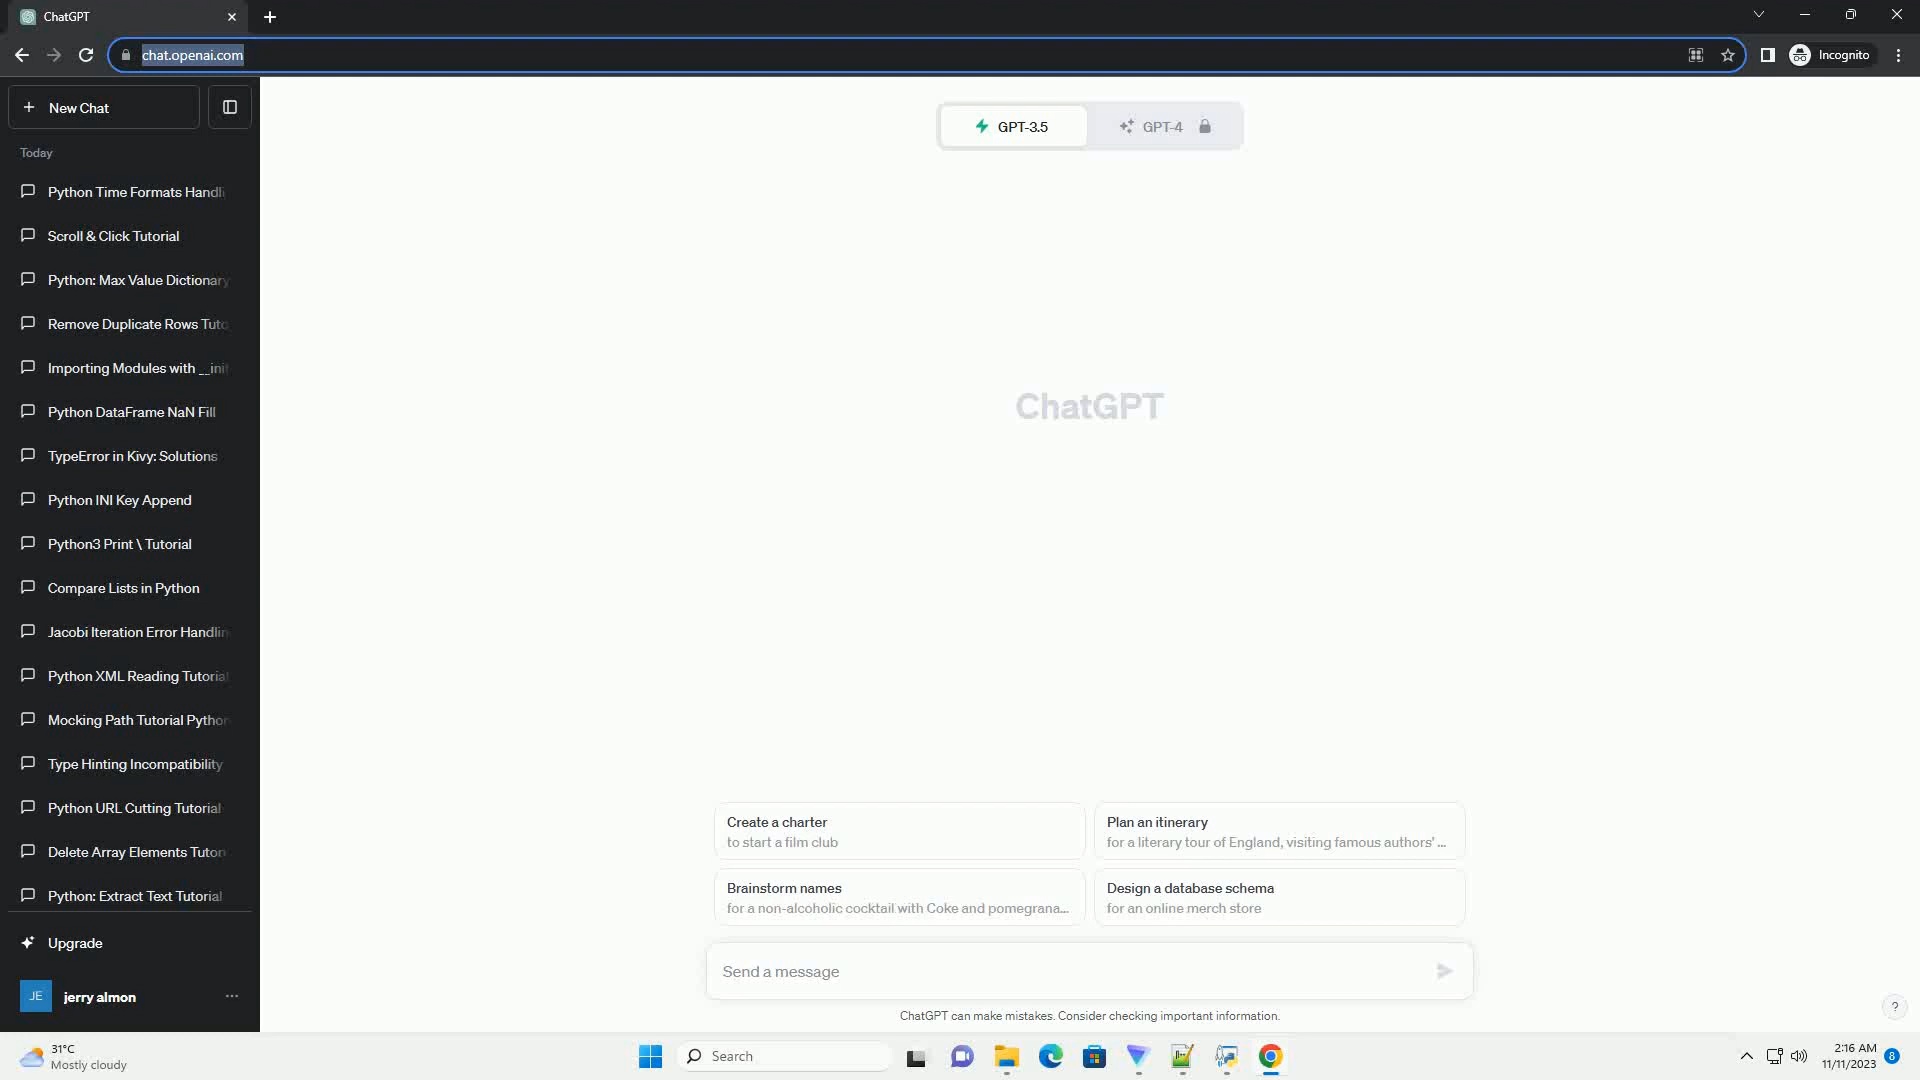 ChatGPT
chat.openai.com
Incognito
New Chat
Today
Python Time Formats Handli
Scroll & Click Tutorial
Python: Max Value Dictionary
Remove Duplicate Rows Tuto
Importing Modules with __init
Python DataFrame NaN Fill
TypeError in Kivy: Solutions
Python INI Key Append
Python3 Print \ Tutorial
Compare Lists in Python
Jacobi Iteration Error Handlin
Python XML Reading Tutorial
Mocking Path Tutorial Python
Type Hinting Incompatibility
Python URL Cutting Tutorial
Delete Array Elements Tutori
Python: Extract Text Tutorial
Upgrade
JE
jerry almon
GPT-3.5
GPT-4
ChatGPT
Create a charter
to start a film club
Plan an itinerary
for a literary tour of England, visiting famous authors' ...
Brainstorm names
for a non-alcoholic cocktail with Coke and pomegrana...
Design a database schema
for an online merch store
Send a message
ChatGPT can make mistakes. Consider checking important information.
?
31°C
Mostly cloudy
Search
2:16 AM
11/11/2023
8